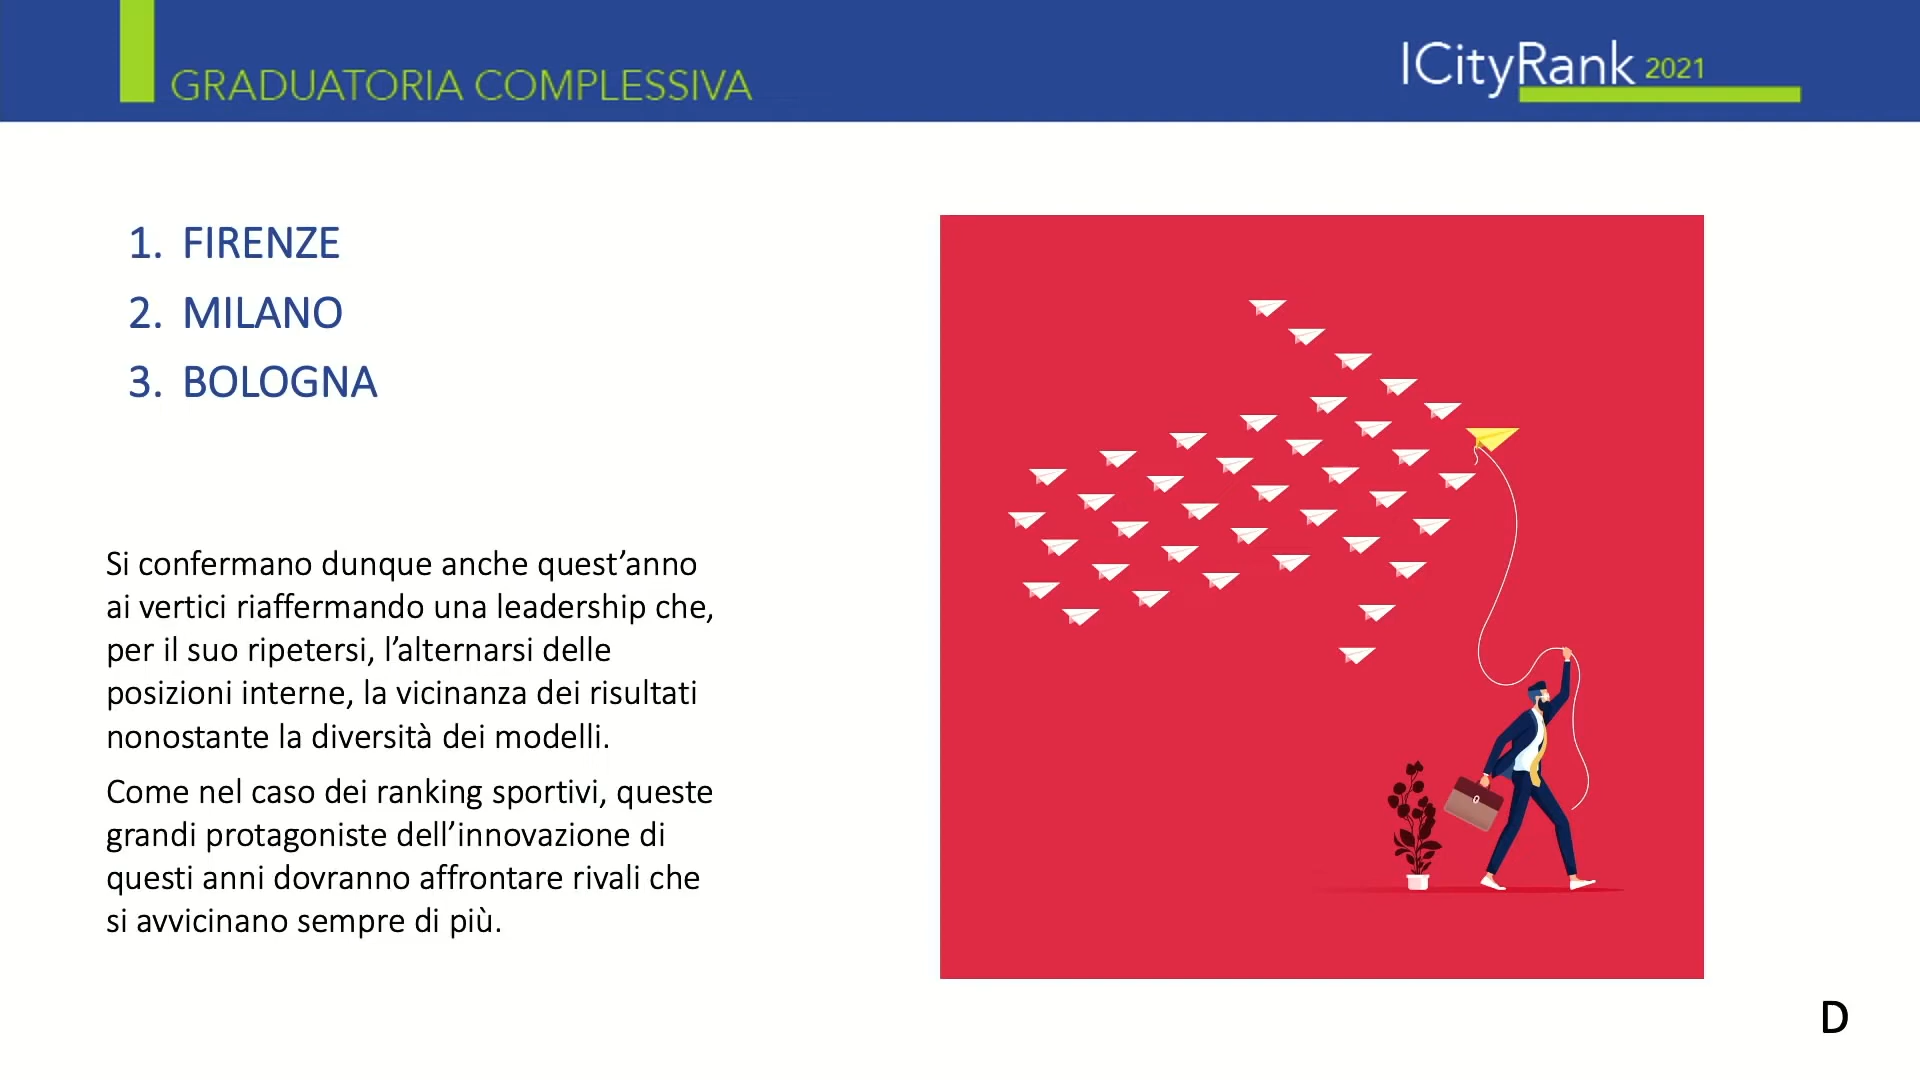 GRADUATORIA COMPLESSIVA
ICityRank 2021
1. FIRENZE
2. MILANO
3. BOLOGNA
Si confermano dunque anche quest’anno
ai vertici riaffermando una leadership che,
per il suo ripetersi, l’alternarsi delle
posizioni interne, la vicinanza dei risultati
nonostante la diversità dei modelli.
Come nel caso dei ranking sportivi, queste
grandi protagoniste dell’innovazione di
questi anni dovranno affrontare rivali che
si avvicinano sempre di più.
D